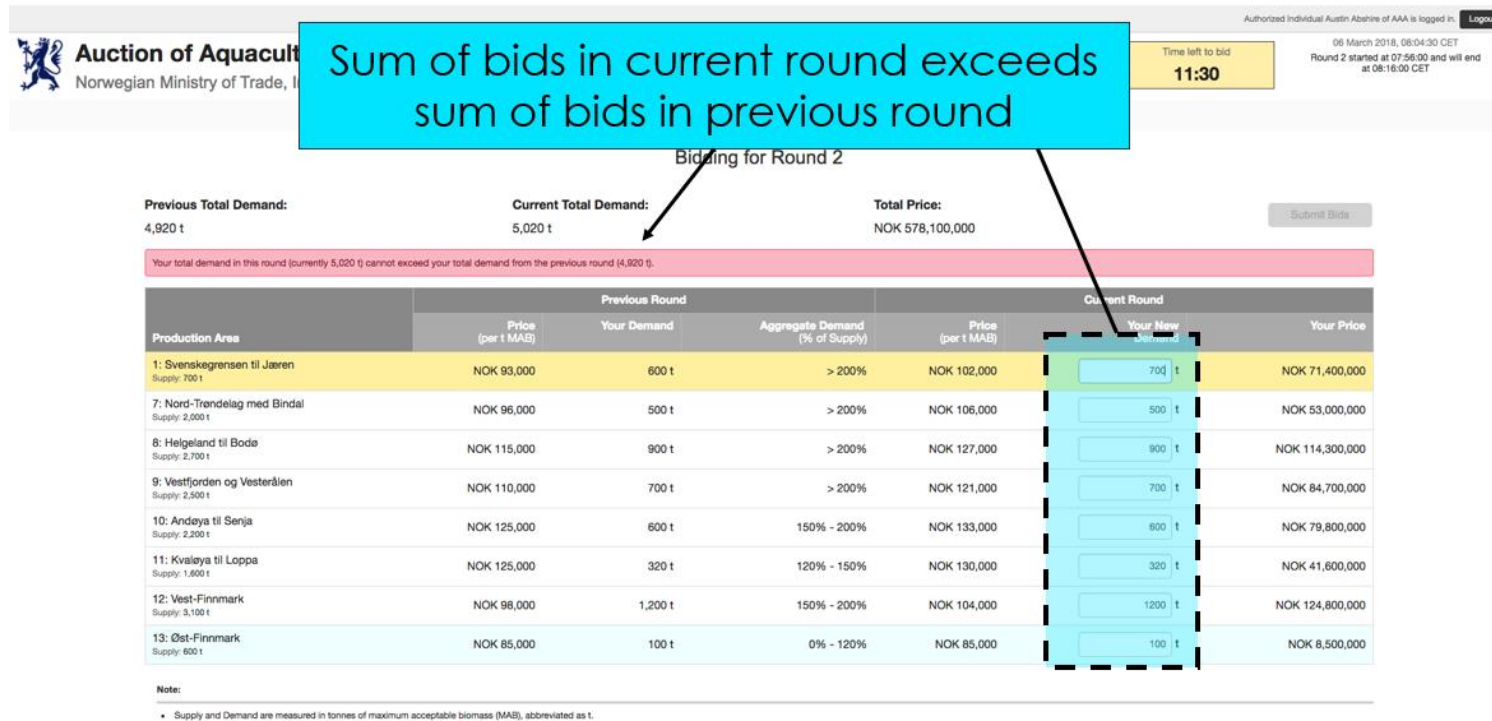 Authorized Individual Austin Abshire of AAA is logged in. Logou
Auction of Aquacult
Norwegian Ministry of Trade, I
Sum of bids in current round exceeds
sum of bids in previous round
Time left to bid
11:30
06 March 2018, 08:04:30 CET
Round 2 started at 07:56:00 and will end
at 08:16:00 CET
Bidding for Round 2
Previous Total Demand: Current Total Demand: Total Price:
4,920 t 5,020 t NOK 578,100,000
Submit Bids
Your total demand in this round (currently 5,020 t) cannot exceed your total demand from the previous round (4,920 t).
Previous Round Current Round
Production Area Price (per t MAB) Your Demand Aggregate Demand (% of Supply) Price (per t MAB) Your New Demand Your Price
1: Svenskegrensen til Jæren
Supply: 700 t
NOK 93,000 600 t > 200% NOK 102,000 700 t NOK 71,400,000
7: Nord-Trøndelag med Bindal
Supply: 2,000 t
NOK 96,000 500 t > 200% NOK 106,000 500 t NOK 53,000,000
8: Helgeland til Bodø
Supply: 2,700 t
NOK 115,000 900 t > 200% NOK 127,000 900 t NOK 114,300,000
9: Vestfjorden og Vesterålen
Supply: 2,500 t
NOK 110,000 700 t > 200% NOK 121,000 700 t NOK 84,700,000
10: Andøya til Senja
Supply: 2,200 t
NOK 125,000 600 t 150% - 200% NOK 133,000 600 t NOK 79,800,000
11: Kvaløya til Loppa
Supply: 1,600 t
NOK 125,000 320 t 120% - 150% NOK 130,000 320 t NOK 41,600,000
12: Vest-Finnmark
Supply: 3,100 t
NOK 98,000 1,200 t 150% - 200% NOK 104,000 1200 t NOK 124,800,000
13: Øst-Finnmark
Supply: 600 t
NOK 85,000 100 t 0% - 120% NOK 85,000 100 t NOK 8,500,000
Note:
• Supply and Demand are measured in tonnes of maximum acceptable biomass (MAB), abbreviated as t.